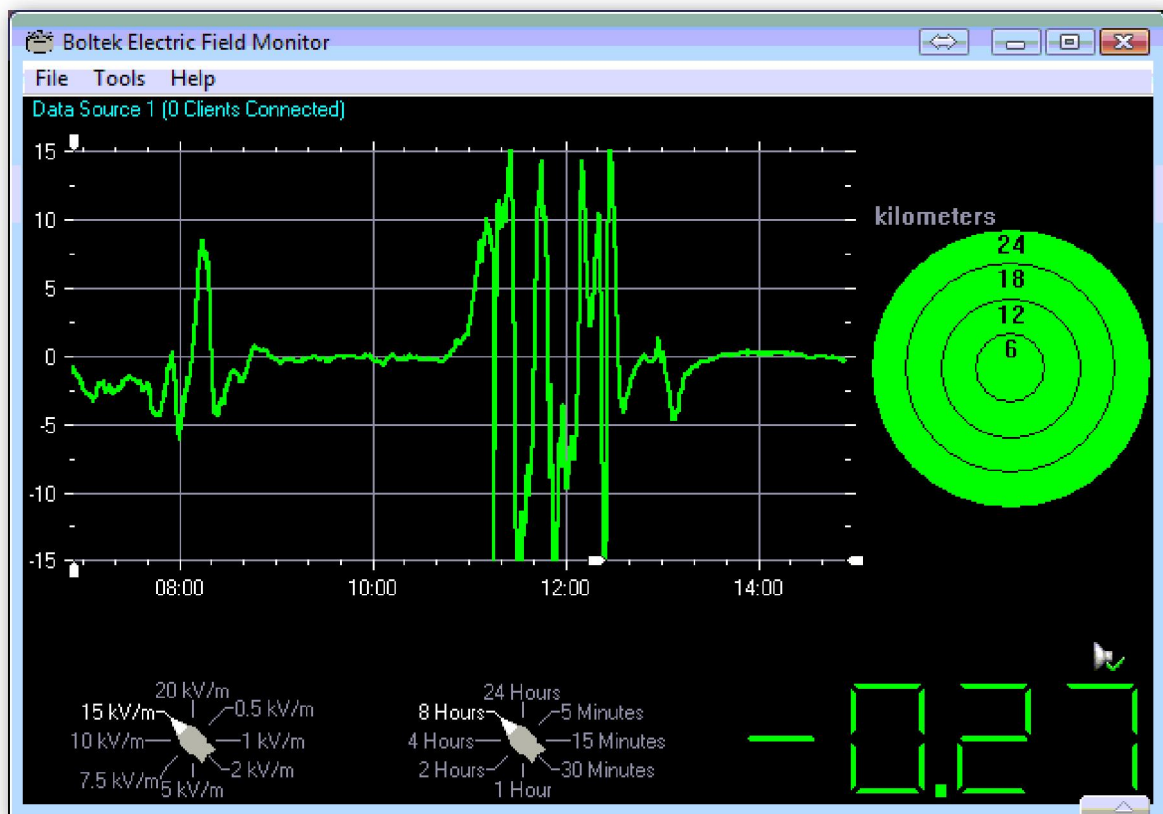 Boltek Electric Field Monitor
File Tools Help
Data Source 1 (0 Clients Connected)
15
10
5
0
-5
-10
-15
08:00 10:00 12:00 14:00
kilometers
24
18
12
6
20 kV/m
15 kV/m 0.5 kV/m
10 kV/m 1 kV/m
7.5 kV/m 2 kV/m
5 kV/m
24 Hours
8 Hours 5 Minutes
4 Hours 15 Minutes
2 Hours 30 Minutes
1 Hour
-0.27